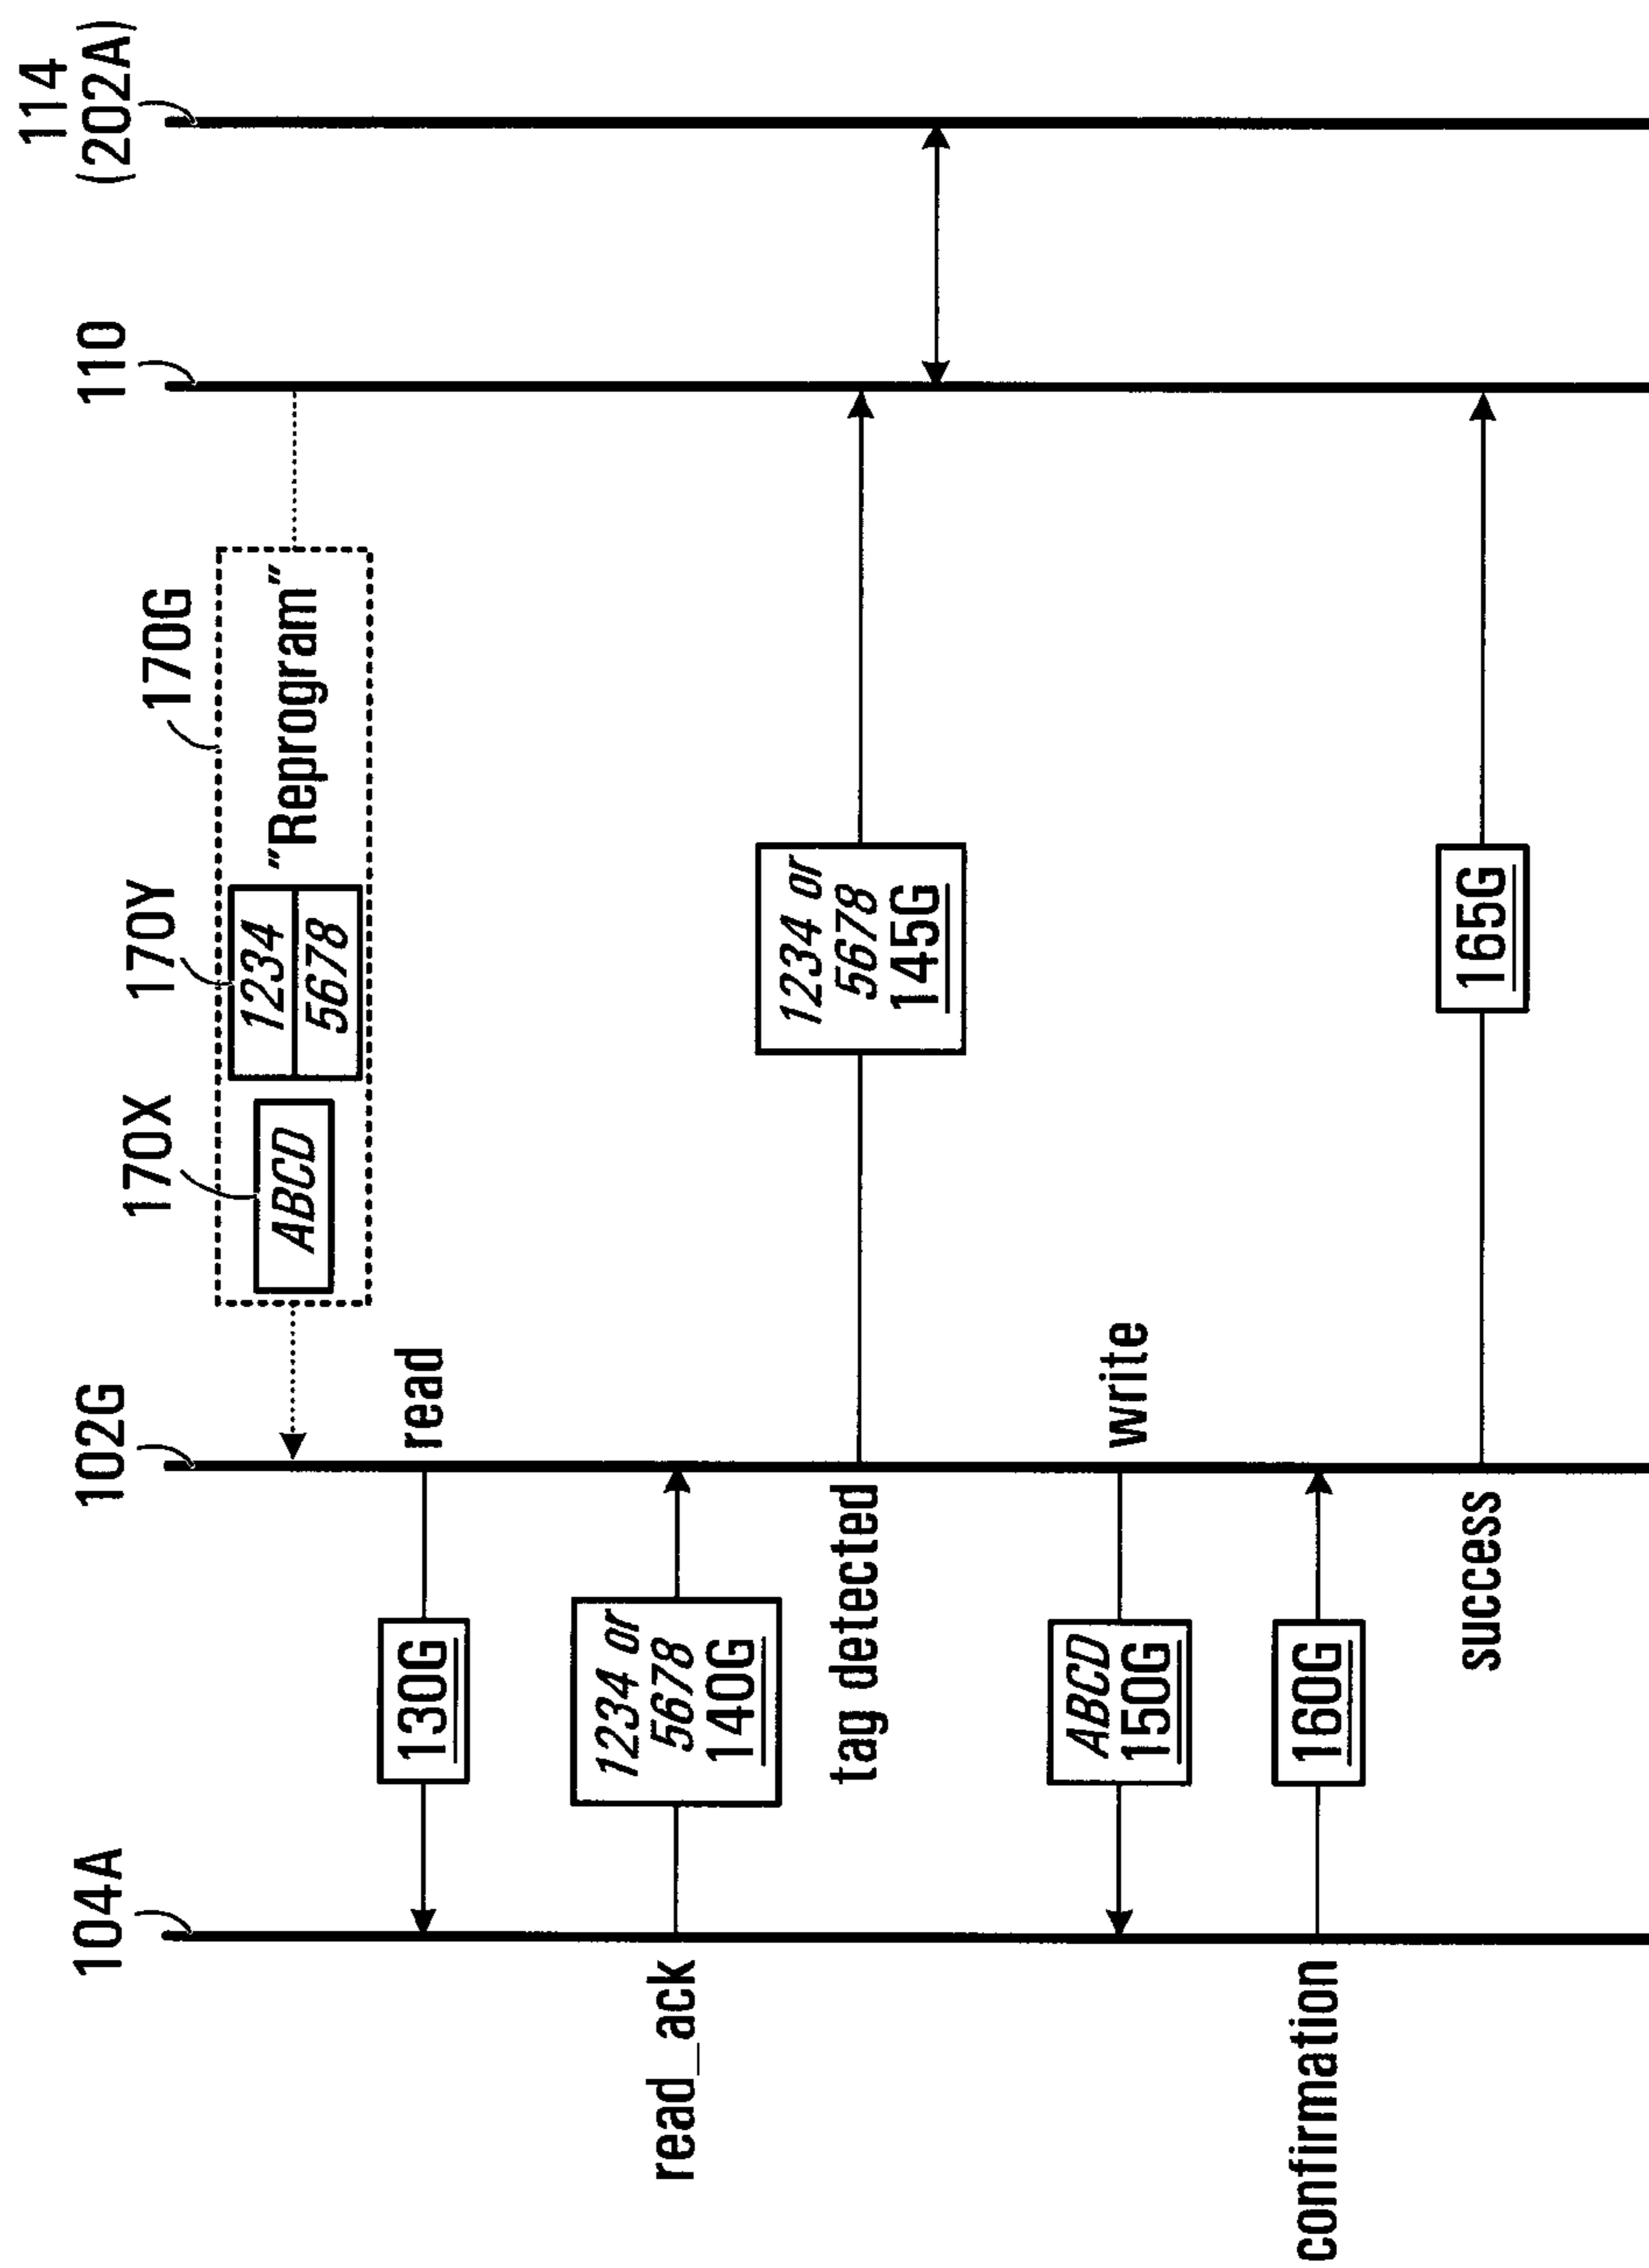 104A
102G
110
114
(202A)
170X
170Y
170G
ABCD
1234
5678
"Reprogram"
read
130G
read_ack
1234 or
5678
140G
tag detected
1234 or
5678
145G
write
ABCD
150G
confirmation
160G
success
165G